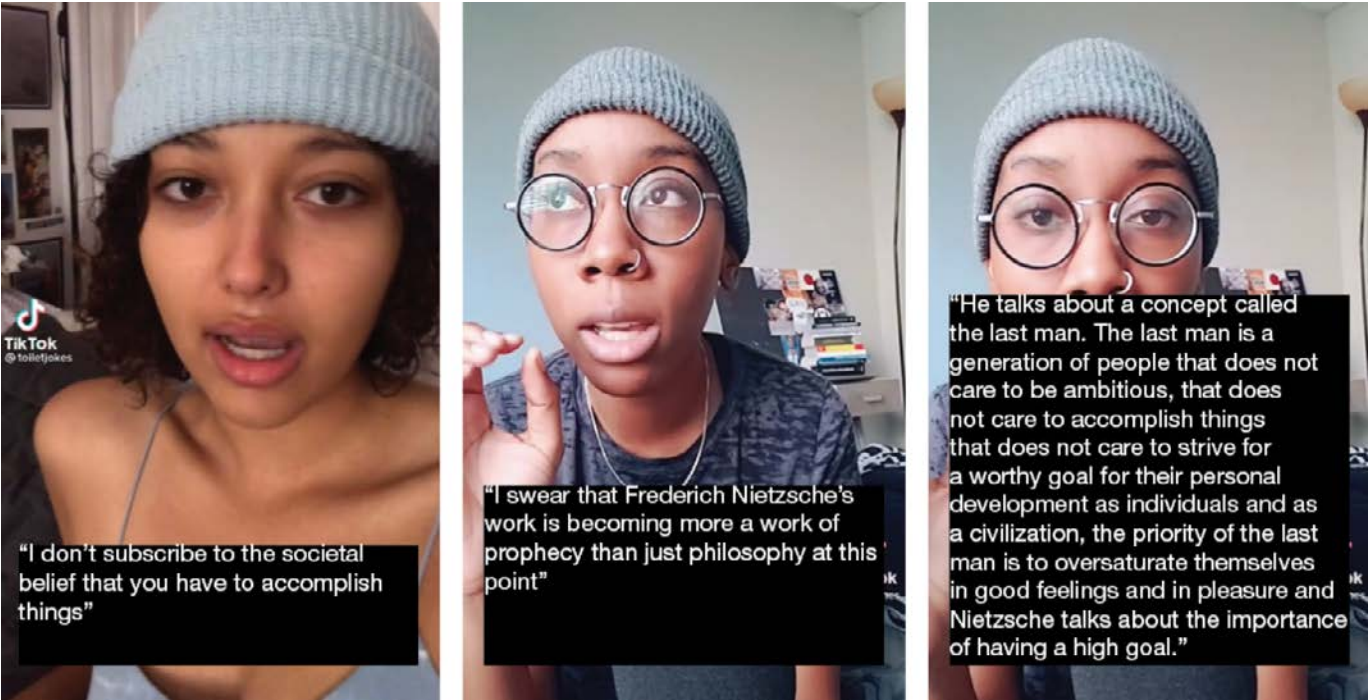 TikTok
@toiletjokes
“I don’t subscribe to the societal
belief that you have to accomplish
things”
“I swear that Frederich Nietzsche’s
work is becoming more a work of
prophecy than just philosophy at this
point”
ok
“He talks about a concept called
the last man. The last man is a
generation of people that does not
care to be ambitious, that does
not care to accomplish things
that does not care to strive for
a worthy goal for their personal
development as individuals and as
a civilization, the priority of the last
man is to oversaturate themselves
in good feelings and in pleasure and
Nietzsche talks about the importance
of having a high goal.”
ok